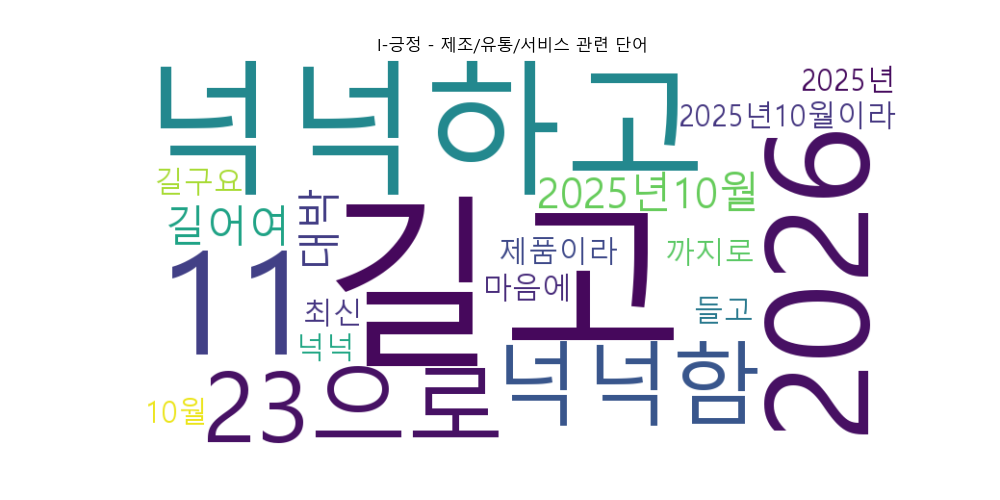 I-긍정 - 제조/유통/서비스 관련 단어
넉넉하고
2025년
2025년10월이라
2026
길구요
2025년10월
길어여
대박
길고
제품이라
까지로
11
마음에
최신
들고
넉넉
넉넉함
23으로
10월